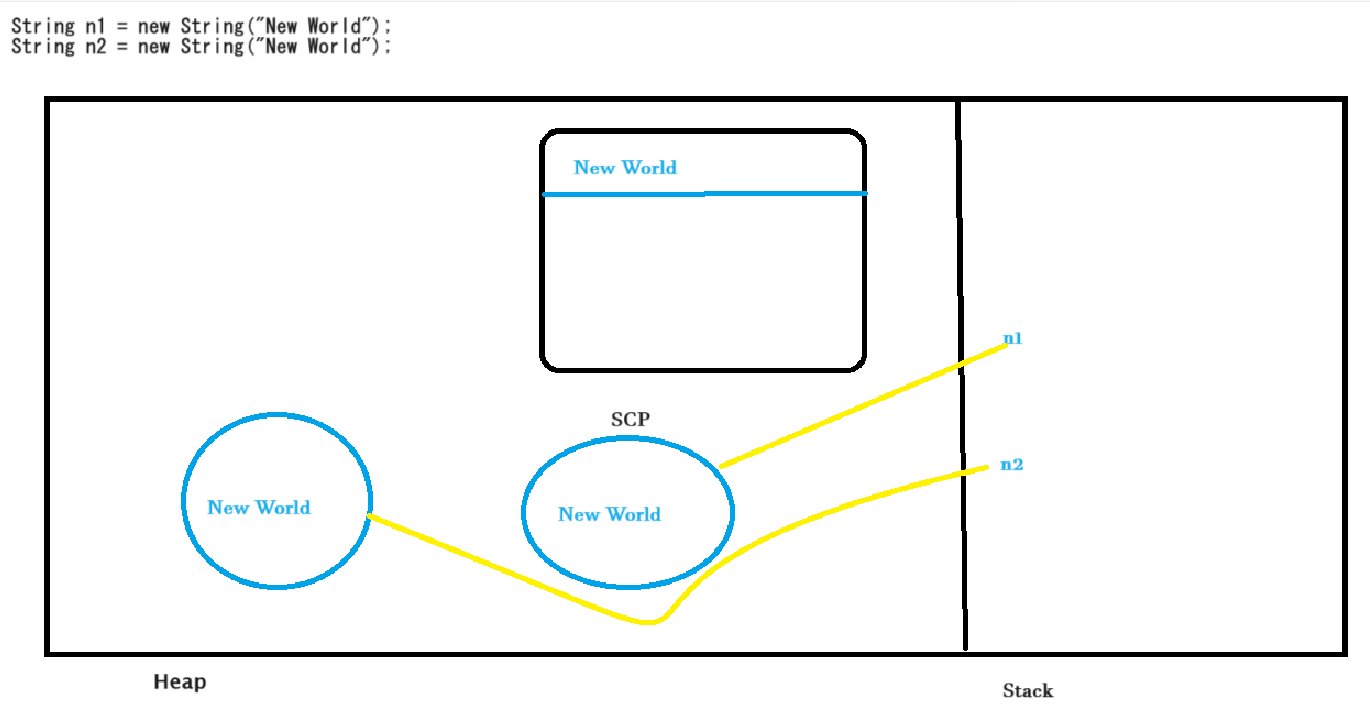 String n1 = new String("New World");
String n2 = new String("New World");
New World
n1
SCP
n2
New World
New World
Heap
Stack